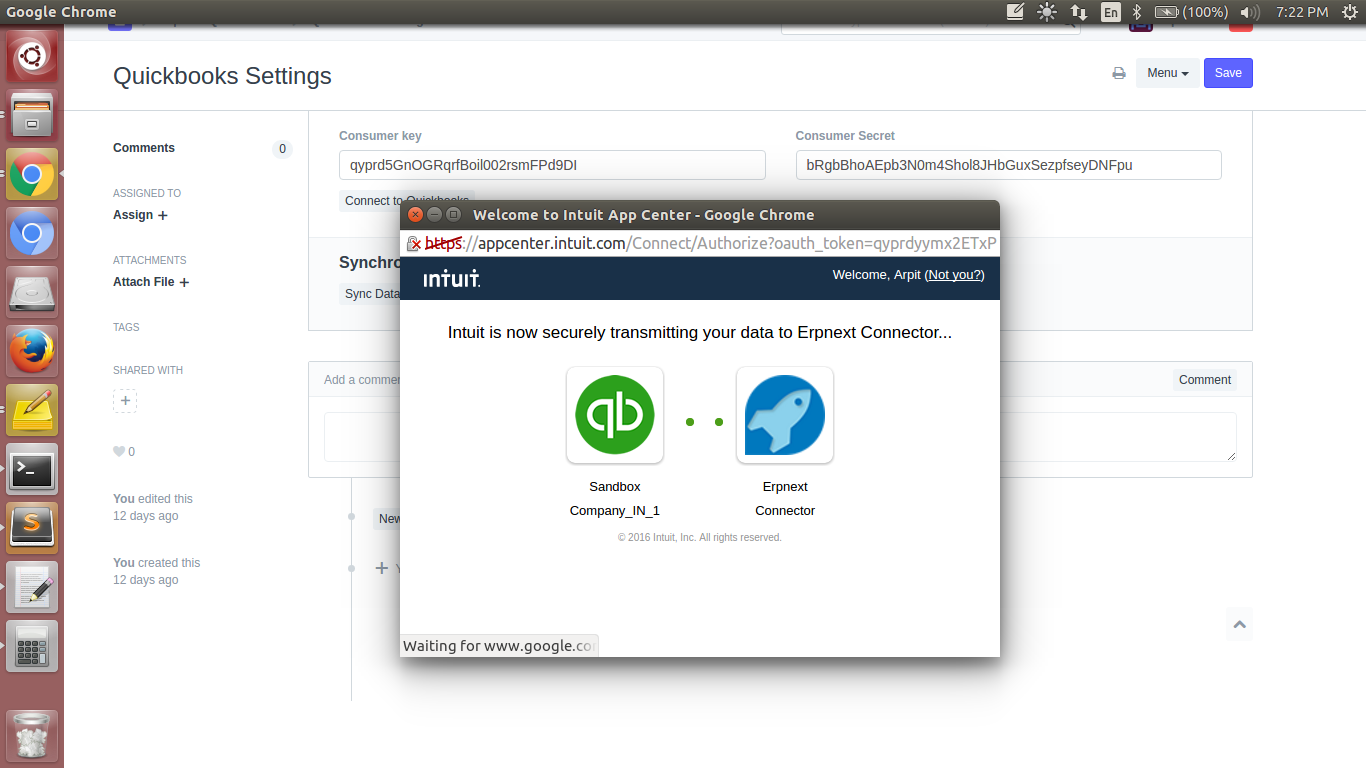 Google Chrome
En
(100%)
7:22 PM
Quickbooks Settings
Menu
Save
Comments
0
ASSIGNED TO
Assign +
ATTACHMENTS
Attach File +
TAGS
SHARED WITH
+
0
You edited this
12 days ago
You created this
12 days ago
Consumer key
Consumer Secret
qyprd5GnOGRqrfBoil002rsmFPd9DI
bRgbBhoAEpb3N0m4Shol8JHbGuxSezpfseyDNFpu
Connect to Quickbooks
Synchro
Sync Data
Add a comme
Comment
New
Welcome to Intuit App Center - Google Chrome
https://appcenter.intuit.com/Connect/Authorize?oauth_token=qyprdyymx2ETxP
intuit.
Welcome, Arpit (Not you?)
Intuit is now securely transmitting your data to Erpnext Connector...
qb
Sandbox
Company_IN_1
Erpnext
Connector
© 2016 Intuit, Inc. All rights reserved.
Waiting for www.google.co